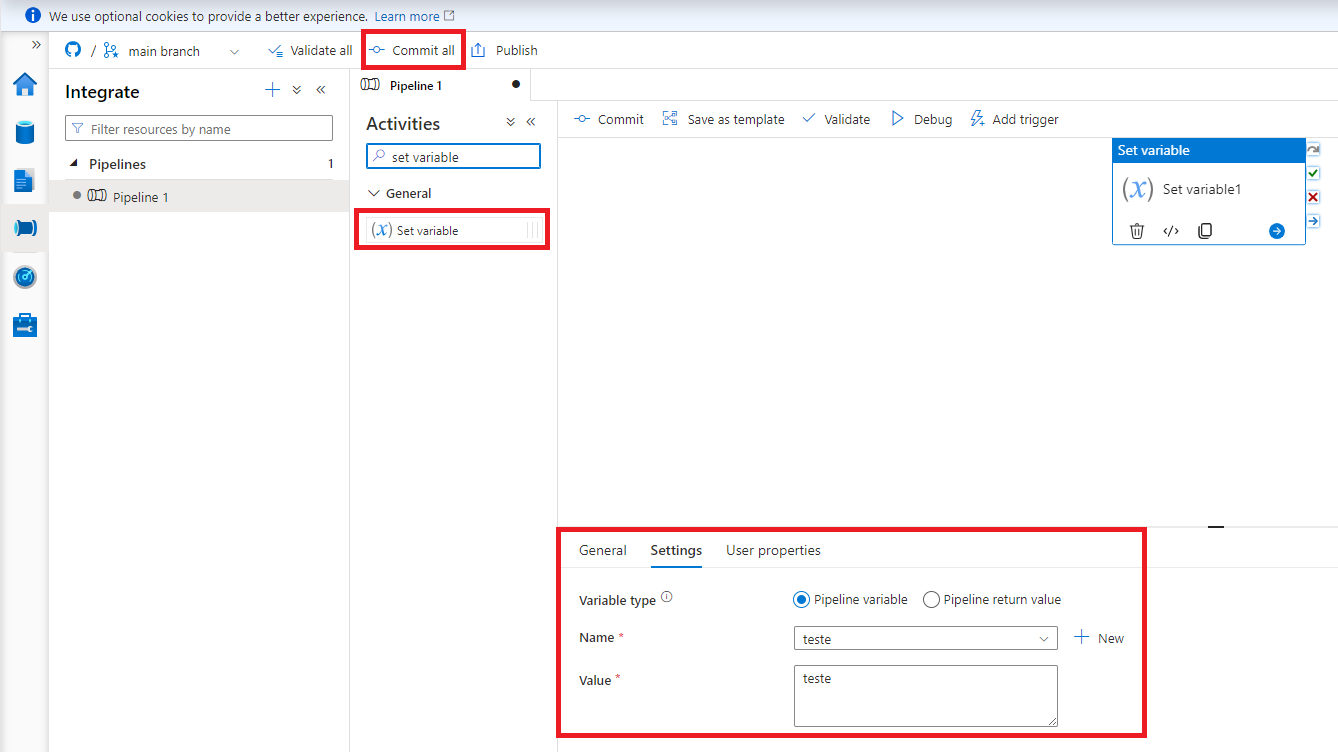 We use optional cookies to provide a better experience. Learn more
/ main branch Validate all Commit all Publish
Integrate
Filter resources by name
Pipelines 1
Pipeline 1
Pipeline 1
Activities
set variable
General
(x) Set variable
Commit Save as template Validate Debug Add trigger
Set variable
(x) Set variable1
General Settings User properties
Variable type Pipeline variable Pipeline return value
Name * teste New
Value * teste